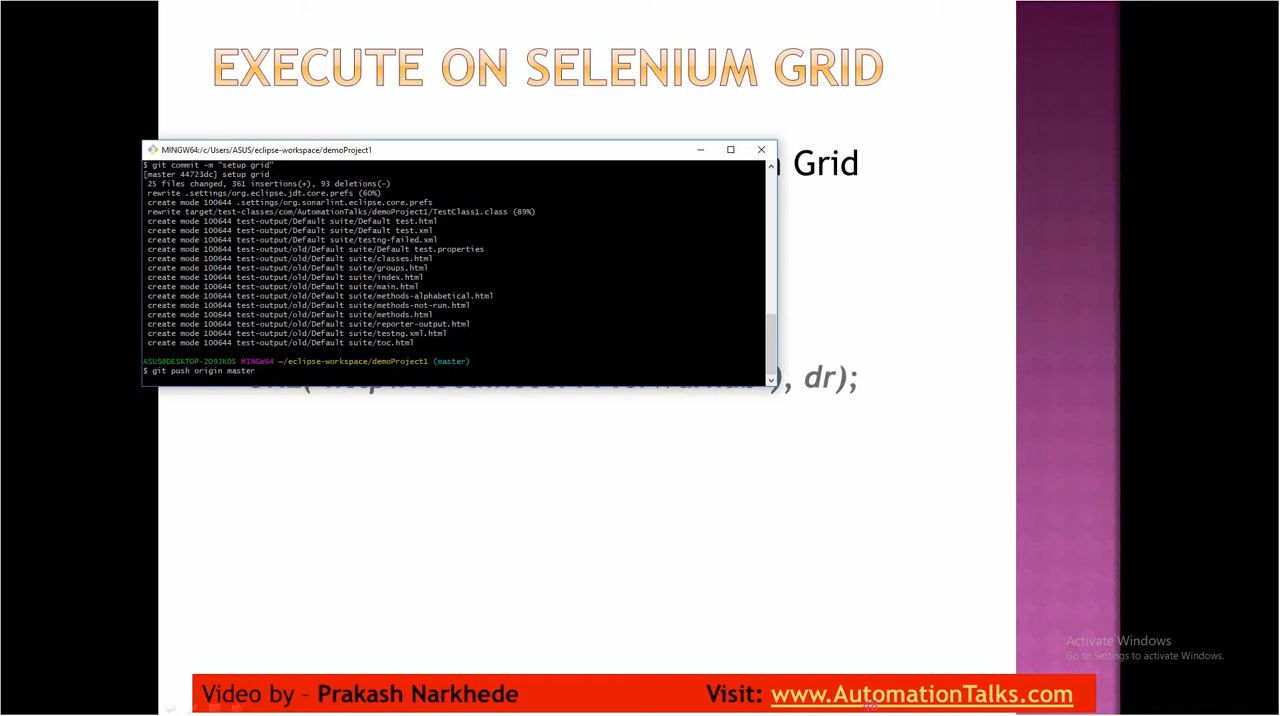 EXECUTE ON SELENIUM GRID
MINGW64:/c/Users/ASUS/eclipse-workspace/demoProject1
Grid
$ git commit -m "setup grid"
[master 44723dc] setup grid
25 files changed, 361 insertions(+), 93 deletions(-)
rewrite .settings/org.eclipse.jdt.core.prefs (60%)
create mode 100644 .settings/org.sonarlint.eclipse.core.prefs
rewrite target/test-classes/com/AutomationTalks/demoProject1/TestClass1.class (89%)
create mode 100644 test-output/Default suite/Default test.html
create mode 100644 test-output/Default suite/Default test.xml
create mode 100644 test-output/Default suite/testng-failed.xml
create mode 100644 test-output/old/Default suite/Default test.properties
create mode 100644 test-output/old/Default suite/classes.html
create mode 100644 test-output/old/Default suite/groups.html
create mode 100644 test-output/old/Default suite/index.html
create mode 100644 test-output/old/Default suite/main.html
create mode 100644 test-output/old/Default suite/methods-alphabetical.html
create mode 100644 test-output/old/Default suite/methods-not-run.html
create mode 100644 test-output/old/Default suite/methods.html
create mode 100644 test-output/old/Default suite/reporter-output.html
create mode 100644 test-output/old/Default suite/testng.xml.html
create mode 100644 test-output/old/Default suite/toc.html
ASUS@DESKTOP-2O9JKOS MINGW64 ~/eclipse-workspace/demoProject1 (master)
$ git push origin master
), dr);
Activate Windows
Go to Settings to activate Windows.
Video by - Prakash Narkhede Visit: www.AutomationTalks.com